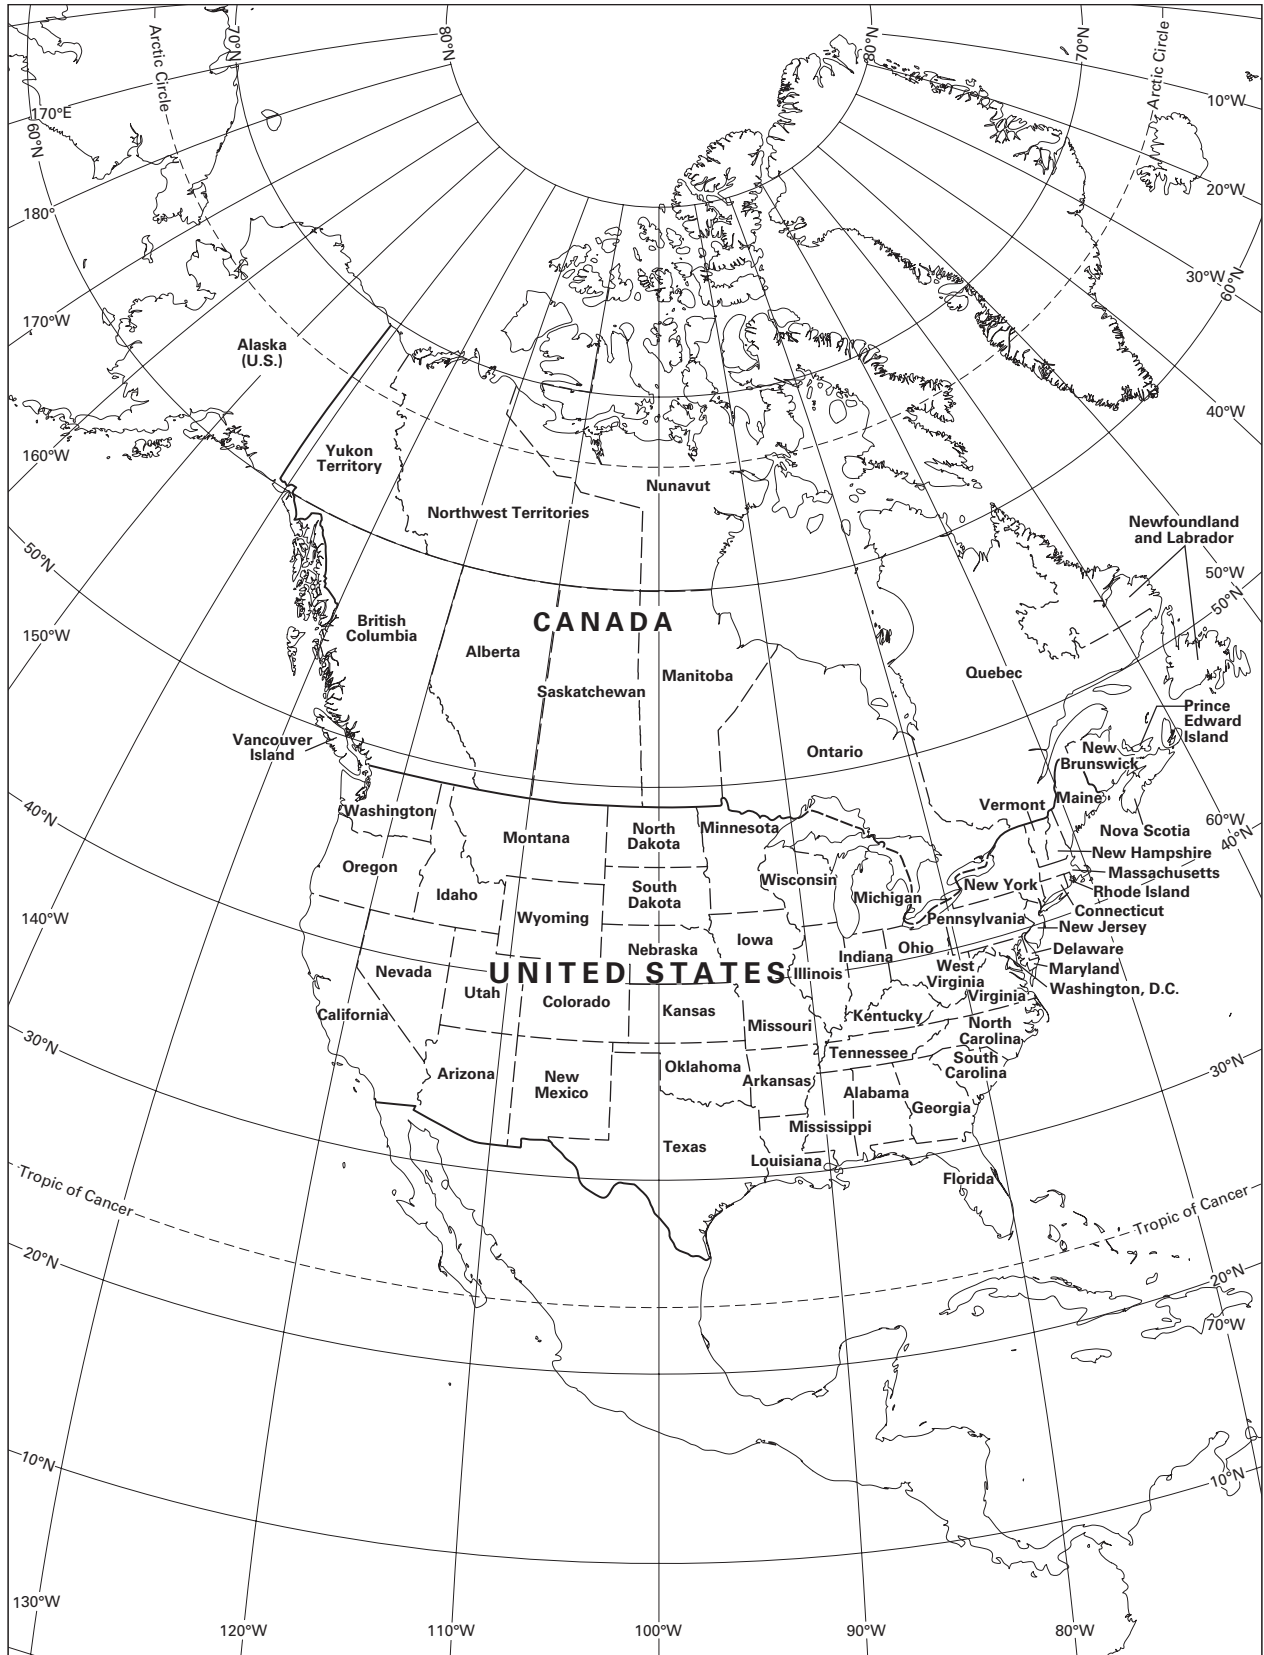 Arctic Circle
70°N
80°N
80°N
70°N
Arctic Circle
170°E
60°N
10°W
20°W
180°
30°W
60°N
170°W
Alaska
(U.S.)
40°W
160°W
Yukon
Territory
Nunavut
Northwest Territories
Newfoundland
and Labrador
50°N
50°W
50°N
150°W
British
Columbia
CANADA
Alberta
Saskatchewan
Manitoba
Quebec
Vancouver
Island
Ontario
Prince
Edward
Island
New
Brunswick
40°N
Washington
Montana
North
Dakota
Minnesota
Vermont
Maine
Nova Scotia
60°W
40°N
Oregon
Idaho
South
Dakota
Wisconsin
Michigan
New York
New Hampshire
Massachusetts
Rhode Island
Connecticut
New Jersey
140°W
Wyoming
Nebraska
Iowa
Pennsylvania
Ohio
Indiana
Illinois
Delaware
Maryland
Washington, D.C.
Nevada
UNITED STATES
Utah
Colorado
West
Virginia
Virginia
California
Kansas
Missouri
Kentucky
North
Carolina
30°N
Arizona
New
Mexico
Oklahoma
Arkansas
Tennessee
South
Carolina
30°N
Alabama
Georgia
Mississippi
Texas
Louisiana
Florida
Tropic of Cancer
Tropic of Cancer
20°N
20°N
70°W
10°N
10°N
130°W
120°W
110°W
100°W
90°W
80°W